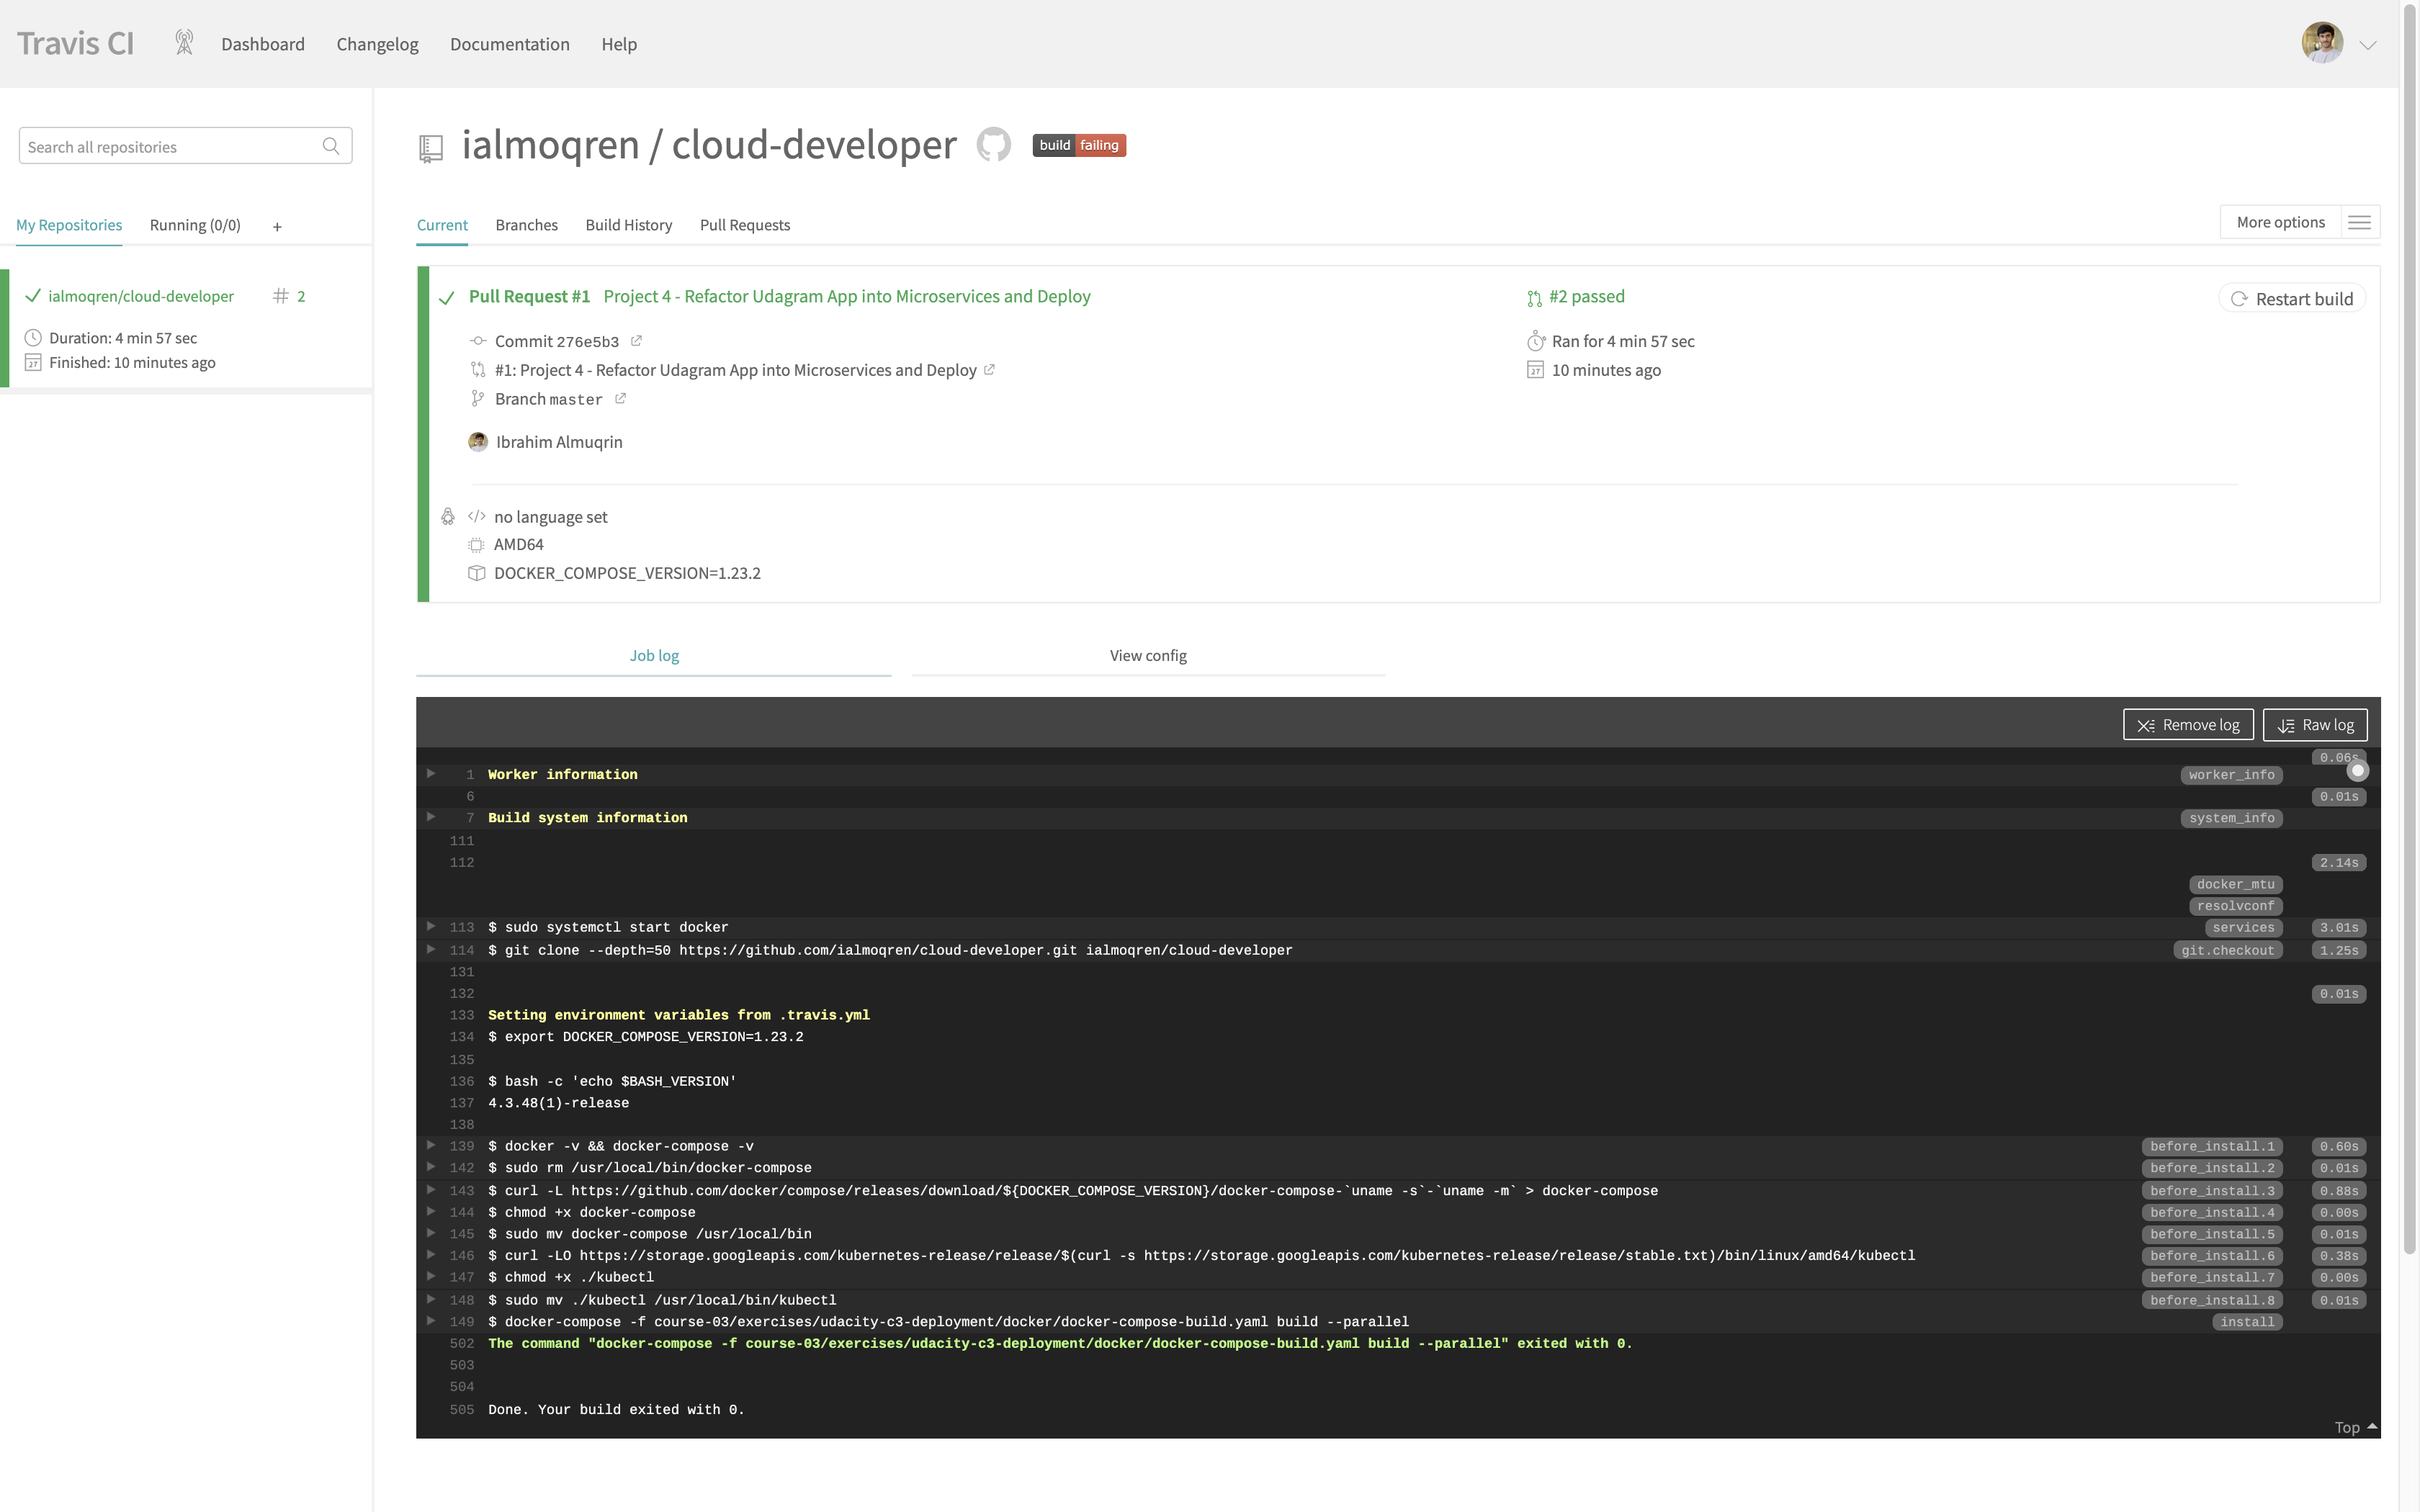 Travis CI
Dashboard
Changelog
Documentation
Help
Search all repositories
My Repositories
Running (0/0)
+
ialmoqren/cloud-developer
# 2
Duration: 4 min 57 sec
27
Finished: 10 minutes ago
ialmoqren / cloud-developer
build failing
Current
Branches
Build History
Pull Requests
More options
Pull Request #1 Project 4 - Refactor Udagram App into Microservices and Deploy
Commit 276e5b3
#1: Project 4 - Refactor Udagram App into Microservices and Deploy
Branch master
Ibrahim Almuqrin
#2 passed
Ran for 4 min 57 sec
27
10 minutes ago
Restart build
</> no language set
AMD64
DOCKER_COMPOSE_VERSION=1.23.2
Job log
View config
Remove log
Raw log
0.06s
1 Worker information worker_info
6 0.01s
7 Build system information system_info
111
112 2.14s
docker_mtu
resolvconf
113 $ sudo systemctl start docker services 3.01s
114 $ git clone --depth=50 https://github.com/ialmoqren/cloud-developer.git ialmoqren/cloud-developer git.checkout 1.25s
131
132 0.01s
133 Setting environment variables from .travis.yml
134 $ export DOCKER_COMPOSE_VERSION=1.23.2
135
136 $ bash -c 'echo $BASH_VERSION'
137 4.3.48(1)-release
138
139 $ docker -v && docker-compose -v before_install.1 0.60s
142 $ sudo rm /usr/local/bin/docker-compose before_install.2 0.01s
143 $ curl -L https://github.com/docker/compose/releases/download/${DOCKER_COMPOSE_VERSION}/docker-compose-`uname -s`-`uname -m` > docker-compose before_install.3 0.88s
144 $ chmod +x docker-compose before_install.4 0.00s
145 $ sudo mv docker-compose /usr/local/bin before_install.5 0.01s
146 $ curl -LO https://storage.googleapis.com/kubernetes-release/release/$(curl -s https://storage.googleapis.com/kubernetes-release/release/stable.txt)/bin/linux/amd64/kubectl before_install.6 0.38s
147 $ chmod +x ./kubectl before_install.7 0.00s
148 $ sudo mv ./kubectl /usr/local/bin/kubectl before_install.8 0.01s
149 $ docker-compose -f course-03/exercises/udacity-c3-deployment/docker/docker-compose-build.yaml build --parallel install
502 The command "docker-compose -f course-03/exercises/udacity-c3-deployment/docker/docker-compose-build.yaml build --parallel" exited with 0.
503
504
505 Done. Your build exited with 0.
Top